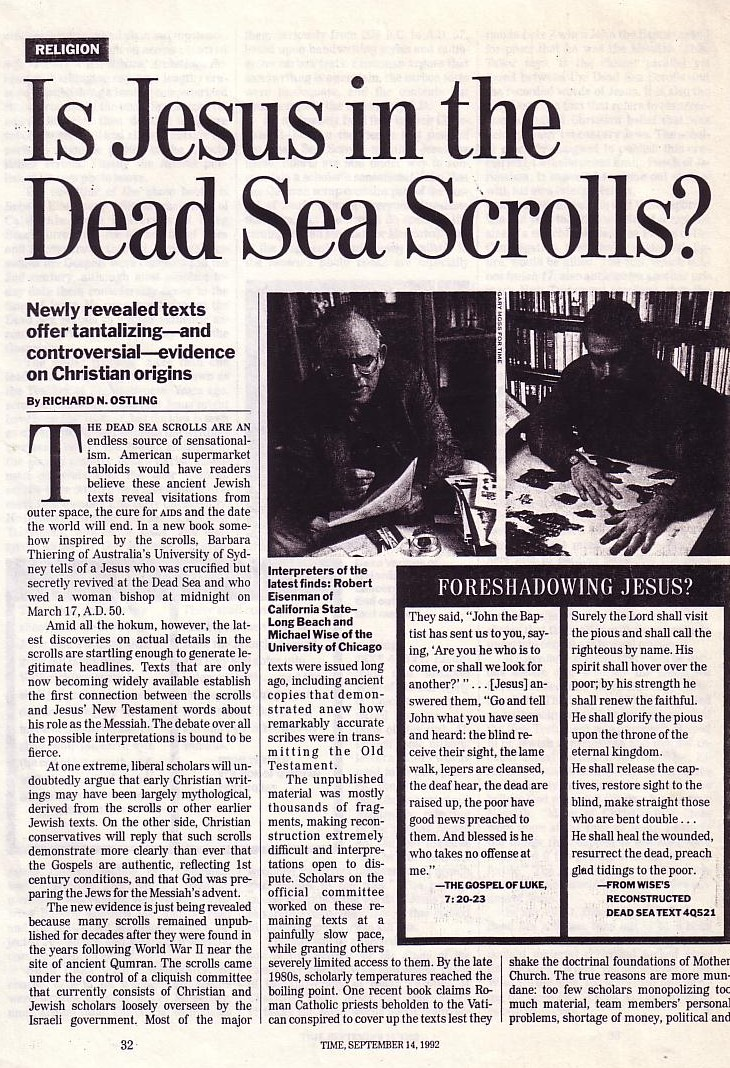 RELIGION
Is Jesus in the
Dead Sea Scrolls?
Newly revealed texts
offer tantalizing—and
controversial—evidence
on Christian origins
By RICHARD N. OSTLING
THE DEAD SEA SCROLLS ARE AN
endless source of sensational-
ism. American supermarket
tabloids would have readers
believe these ancient Jewish
texts reveal visitations from
outer space, the cure for AIDS and the date
the world will end. In a new book some-
how inspired by the scrolls, Barbara
Thiering of Australia's University of Syd-
ney tells of a Jesus who was crucified but
secretly revived at the Dead Sea and who
wed a woman bishop at midnight on
March 17, A.D. 50.
Amid all the hokum, however, the lat-
est discoveries on actual details in the
scrolls are startling enough to generate le-
gitimate headlines. Texts that are only
now becoming widely available establish
the first connection between the scrolls
and Jesus' New Testament words about
his role as the Messiah. The debate over all
the possible interpretations is bound to be
fierce.
At one extreme, liberal scholars will un-
doubtedly argue that early Christian writ-
ings may have been largely mythological,
derived from the scrolls or other earlier
Jewish texts. On the other side, Christian
conservatives will reply that such scrolls
demonstrate more clearly than ever that
the Gospels are authentic, reflecting 1st
century conditions, and that God was pre-
paring the Jews for the Messiah's advent.
The new evidence is just being revealed
because many scrolls remained unpub-
lished for decades after they were found in
the years following World War II near the
site of ancient Qumran. The scrolls came
under the control of a cliquish committee
that currently consists of Christian and
Jewish scholars loosely overseen by the
Israeli government. Most of the major
GARY MOSS FOR TIME
Interpreters of the
latest finds: Robert
Eisenman of
California State–
Long Beach and
Michael Wise of the
University of Chicago
texts were issued long
ago, including ancient
copies that demon-
strated anew how
remarkably accurate
scribes were in trans-
mitting the Old
Testament.
The unpublished
material was mostly
thousands of frag-
ments, making recon-
struction extremely
difficult and interpre-
tations open to dis-
pute. Scholars on the
official committee
worked on these re-
maining texts at a
painfully slow pace,
while granting others
severely limited access to them. By the late
1980s, scholarly temperatures reached the
boiling point. One recent book claims Ro-
man Catholic priests beholden to the Vati-
can conspired to cover up the texts lest they
FORESHADOWING JESUS?
They said, "John the Bap-
tist has sent us to you, say-
ing, 'Are you he who is to
come, or shall we look for
another?' " . . . [Jesus] an-
swered them, "Go and tell
John what you have seen
and heard: the blind re-
ceive their sight, the lame
walk, lepers are cleansed,
the deaf hear, the dead are
raised up, the poor have
good news preached to
them. And blessed is he
who takes no offense at
me."
—THE GOSPEL OF LUKE,
7: 20-23
Surely the Lord shall visit
the pious and shall call the
righteous by name. His
spirit shall hover over the
poor; by his strength he
shall renew the faithful.
He shall glorify the pious
upon the throne of the
eternal kingdom.
He shall release the cap-
tives, restore sight to the
blind, make straight those
who are bent double . . .
He shall heal the wounded,
resurrect the dead, preach
glad tidings to the poor.
—FROM WISE'S
RECONSTRUCTED
DEAD SEA TEXT 4Q521
shake the doctrinal foundations of Mother
Church. The true reasons are more mun-
dane: too few scholars monopolizing too
much material, team members' personal
problems, shortage of money, political and
32
TIME, SEPTEMBER 14, 1992